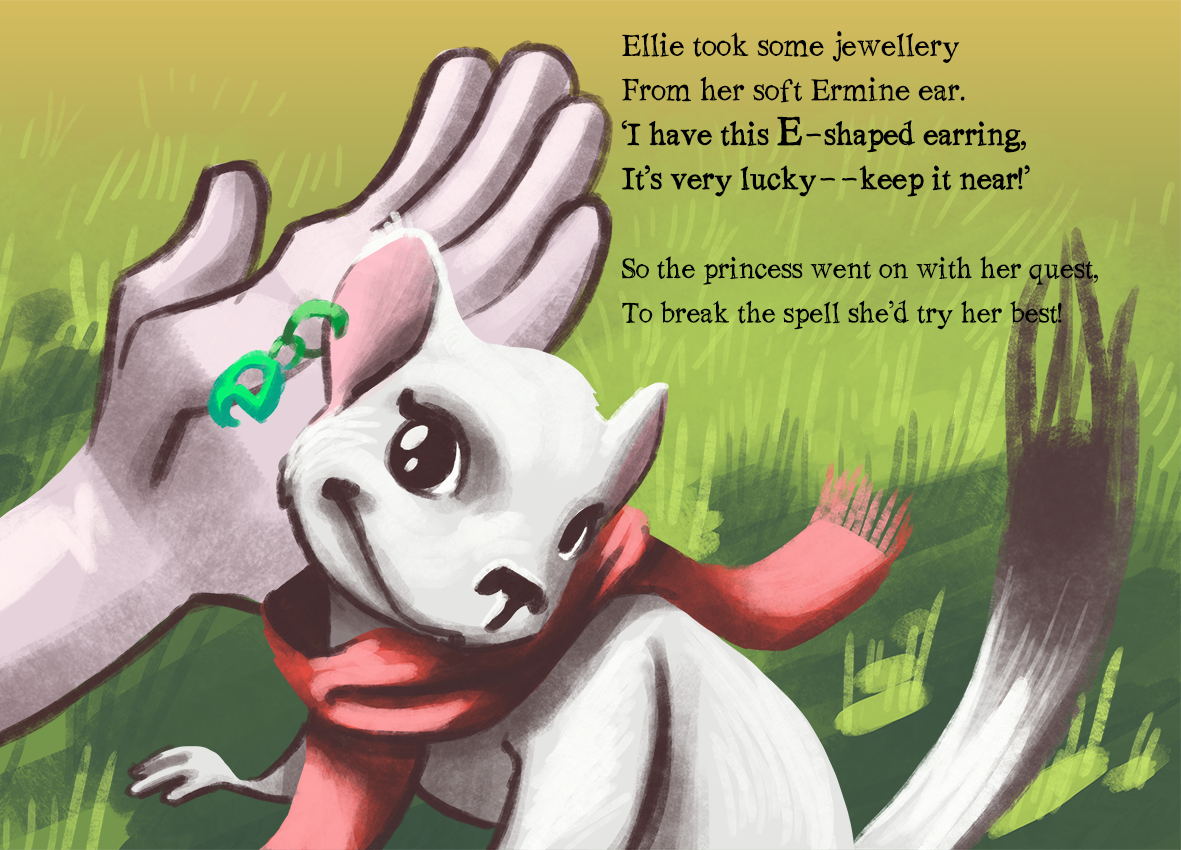 Ellie took some jewellery
From her soft Ermine ear.
‘I have this E-shaped earring,
It’s very lucky--keep it near!’
So the princess went on with her quest,
To break the spell she’d try her best!